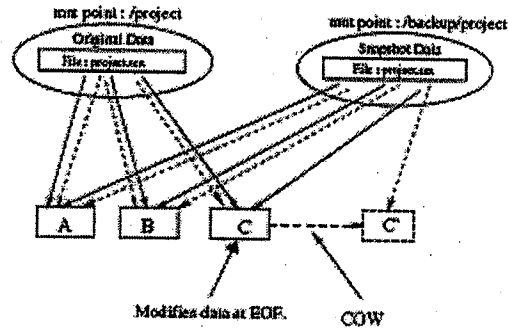 mnt point : /project
mnt point : /backup/project
Original Data
File : project.txt
Snapshot Data
File : project.txt
A
B
C
C'
Modifies data at EOF.
COW